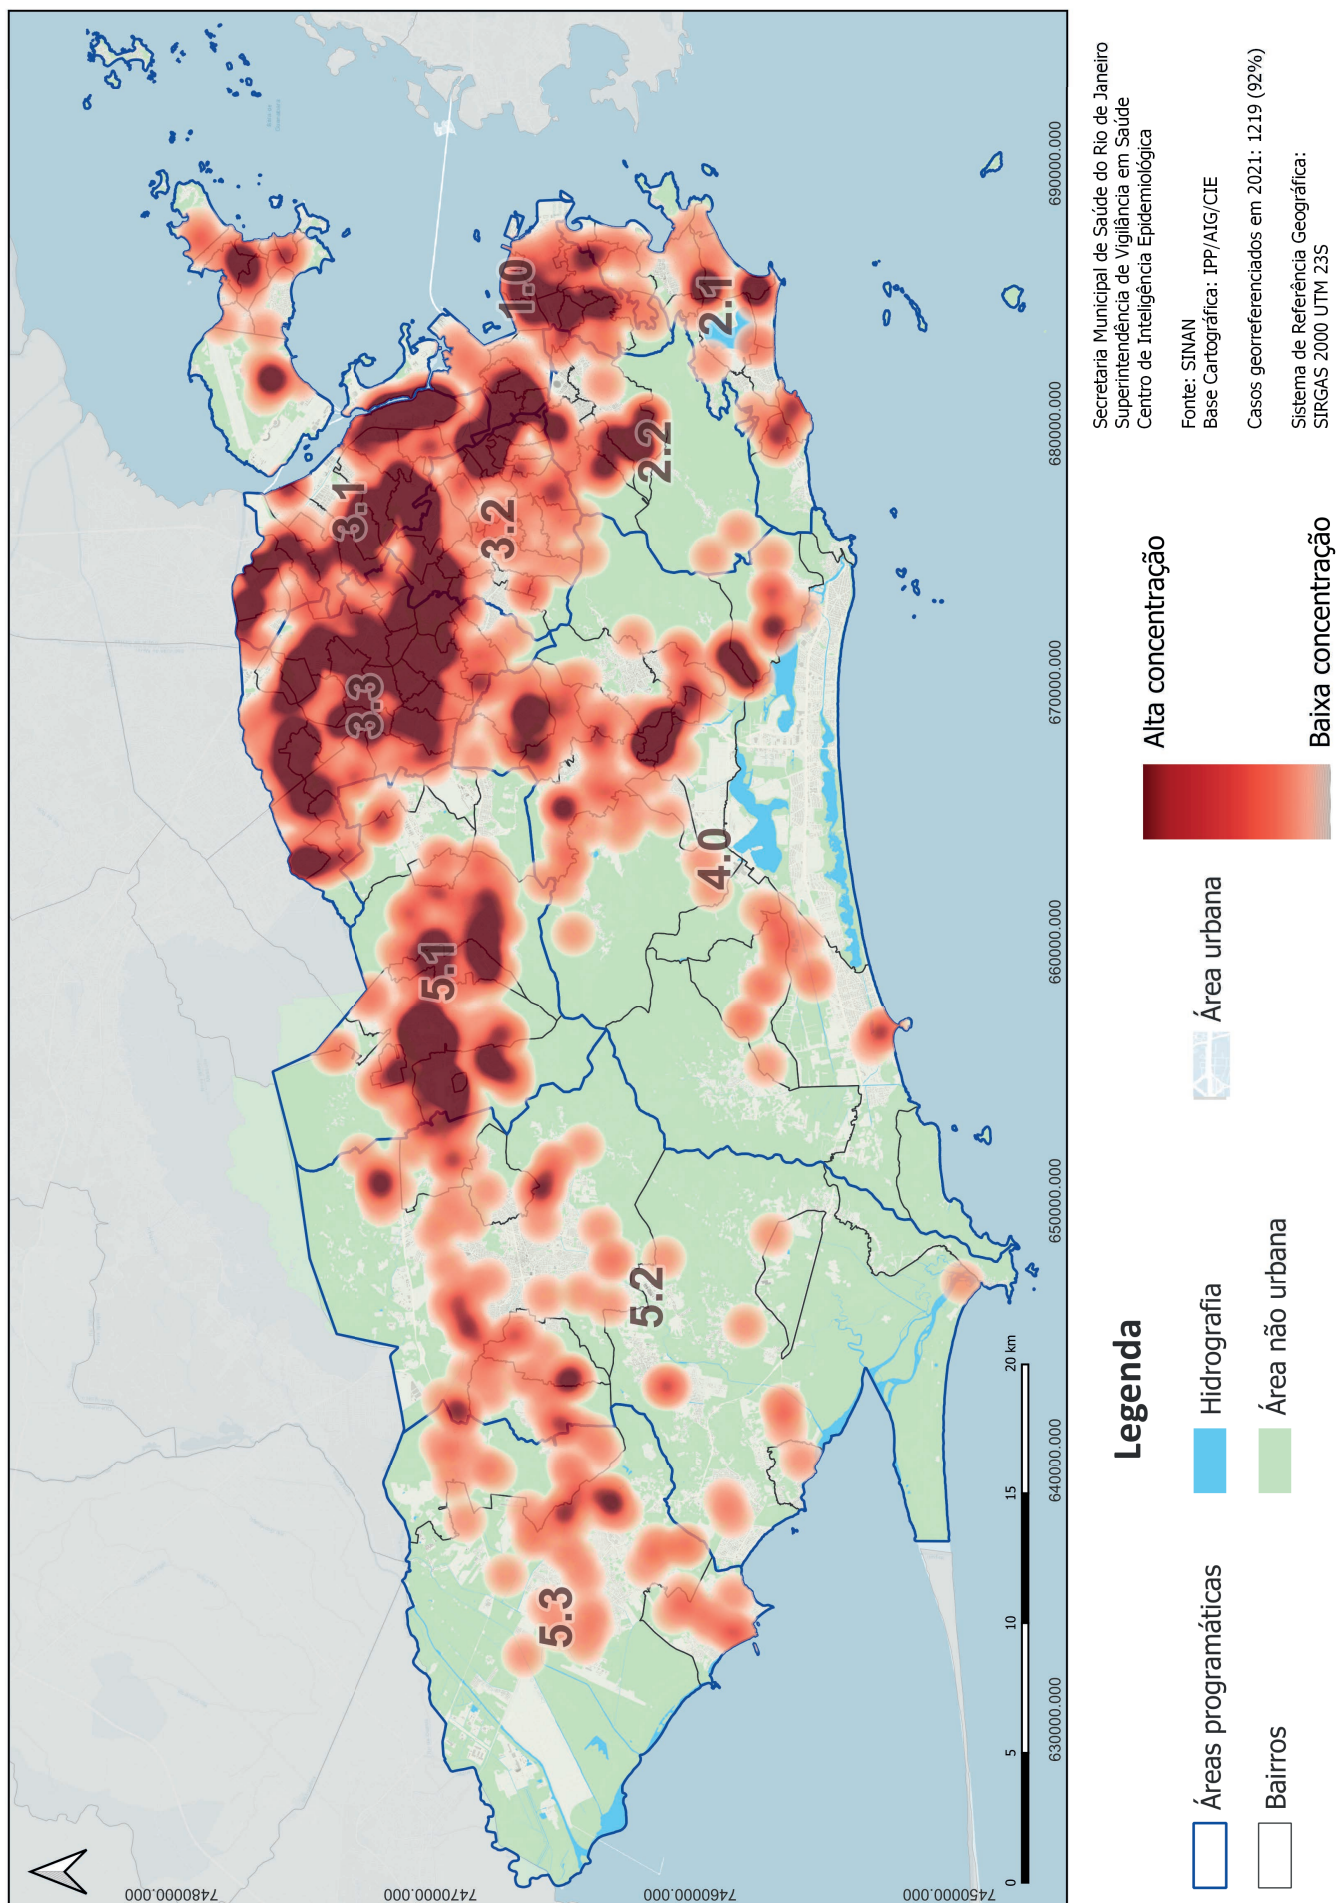 7480000.000
7470000.000
7460000.000
7450000.000
630000.000
640000.000
650000.000
660000.000
670000.000
680000.000
690000.000
1.0
2.1
2.2
3.1
3.2
3.3
4.0
5.1
5.2
5.3
0
5
10
15
20 km
Legenda
Áreas programáticas
Bairros
Hidrografia
Área não urbana
Área urbana
Alta concentração
Baixa concentração
Secretaria Municipal de Saúde do Rio de Janeiro
Superintendência de Vigilância em Saúde
Centro de Inteligência Epidemiológica
Fonte: SINAN
Base Cartográfica: IPP/AIG/CIE
Casos georreferenciados em 2021: 1219 (92%)
Sistema de Referência Geográfica:
SIRGAS 2000 UTM 23S